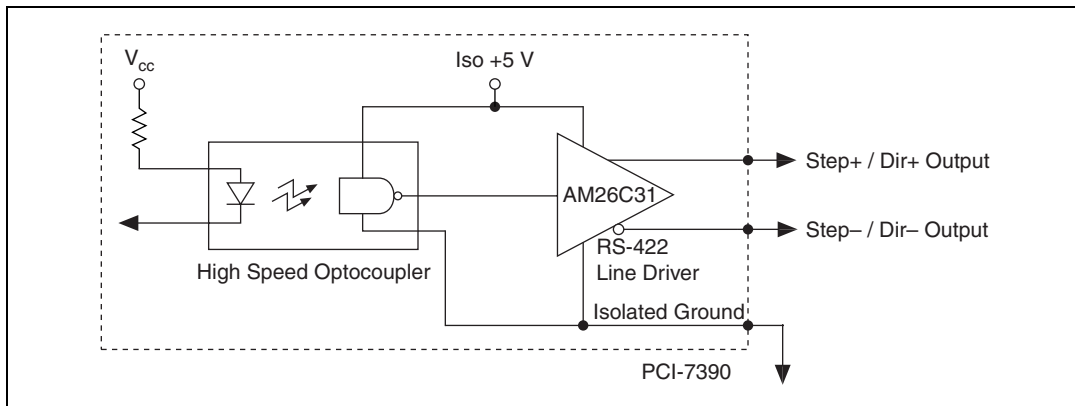 Vcc
Iso +5 V
Step+ / Dir+ Output
AM26C31
Step– / Dir– Output
RS-422
Line Driver
High Speed Optocoupler
Isolated Ground
PCI-7390